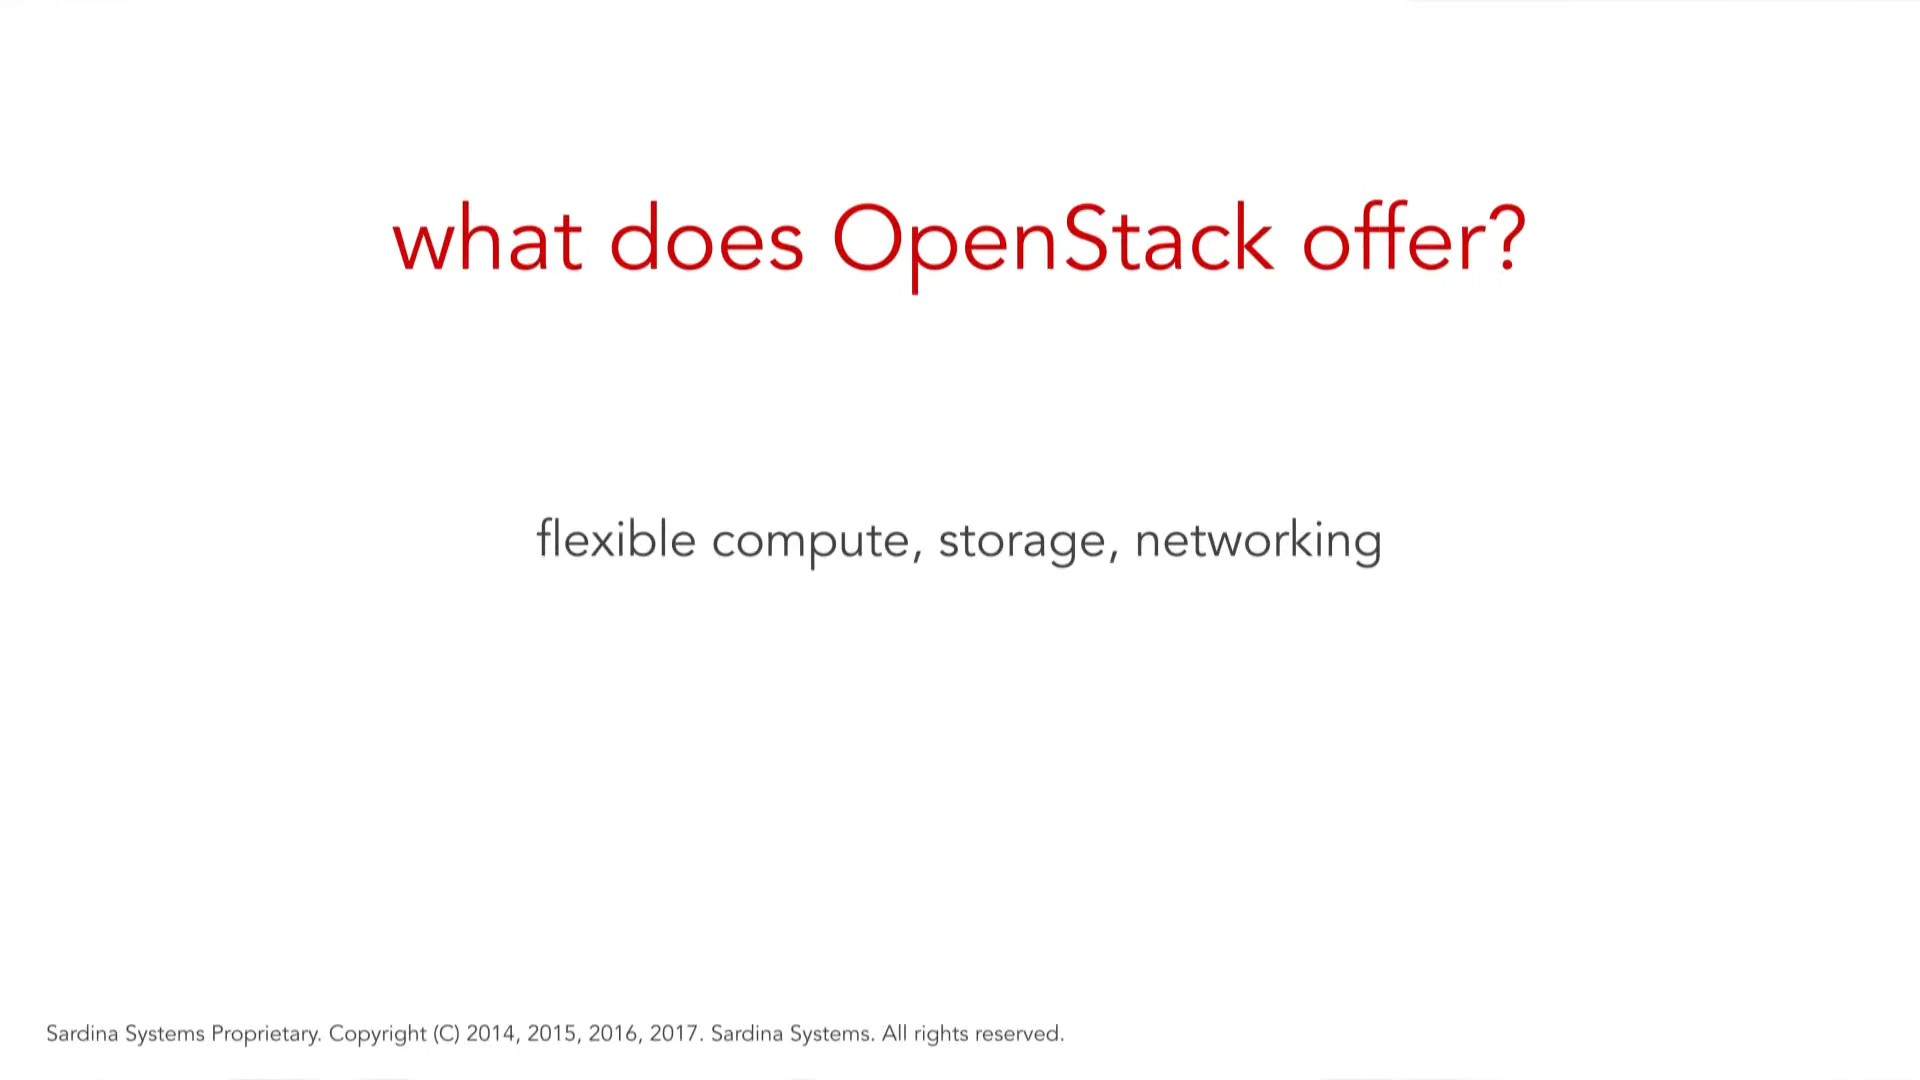 what does OpenStack offer?
flexible compute, storage, networking
Sardina Systems Proprietary. Copyright (C) 2014, 2015, 2016, 2017. Sardina Systems. All rights reserved.